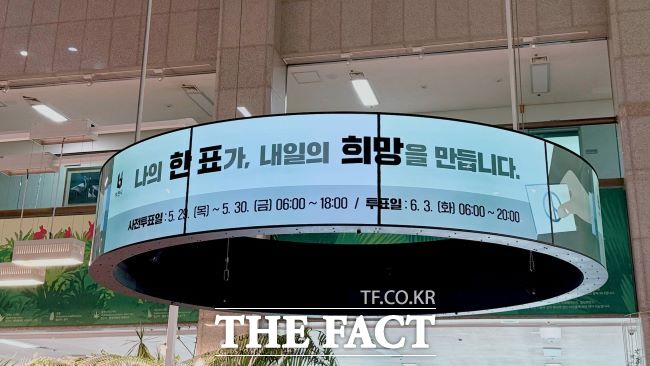 나의 한 표가, 내일의 희망을 만듭니다.
사전투표일 : 5. 29. (목) ~ 5. 30. (금) 06:00 ~ 18:00 / 투표일 : 6. 3. (화) 06:00 ~ 20:00
TF.CO.KR
THE FACT